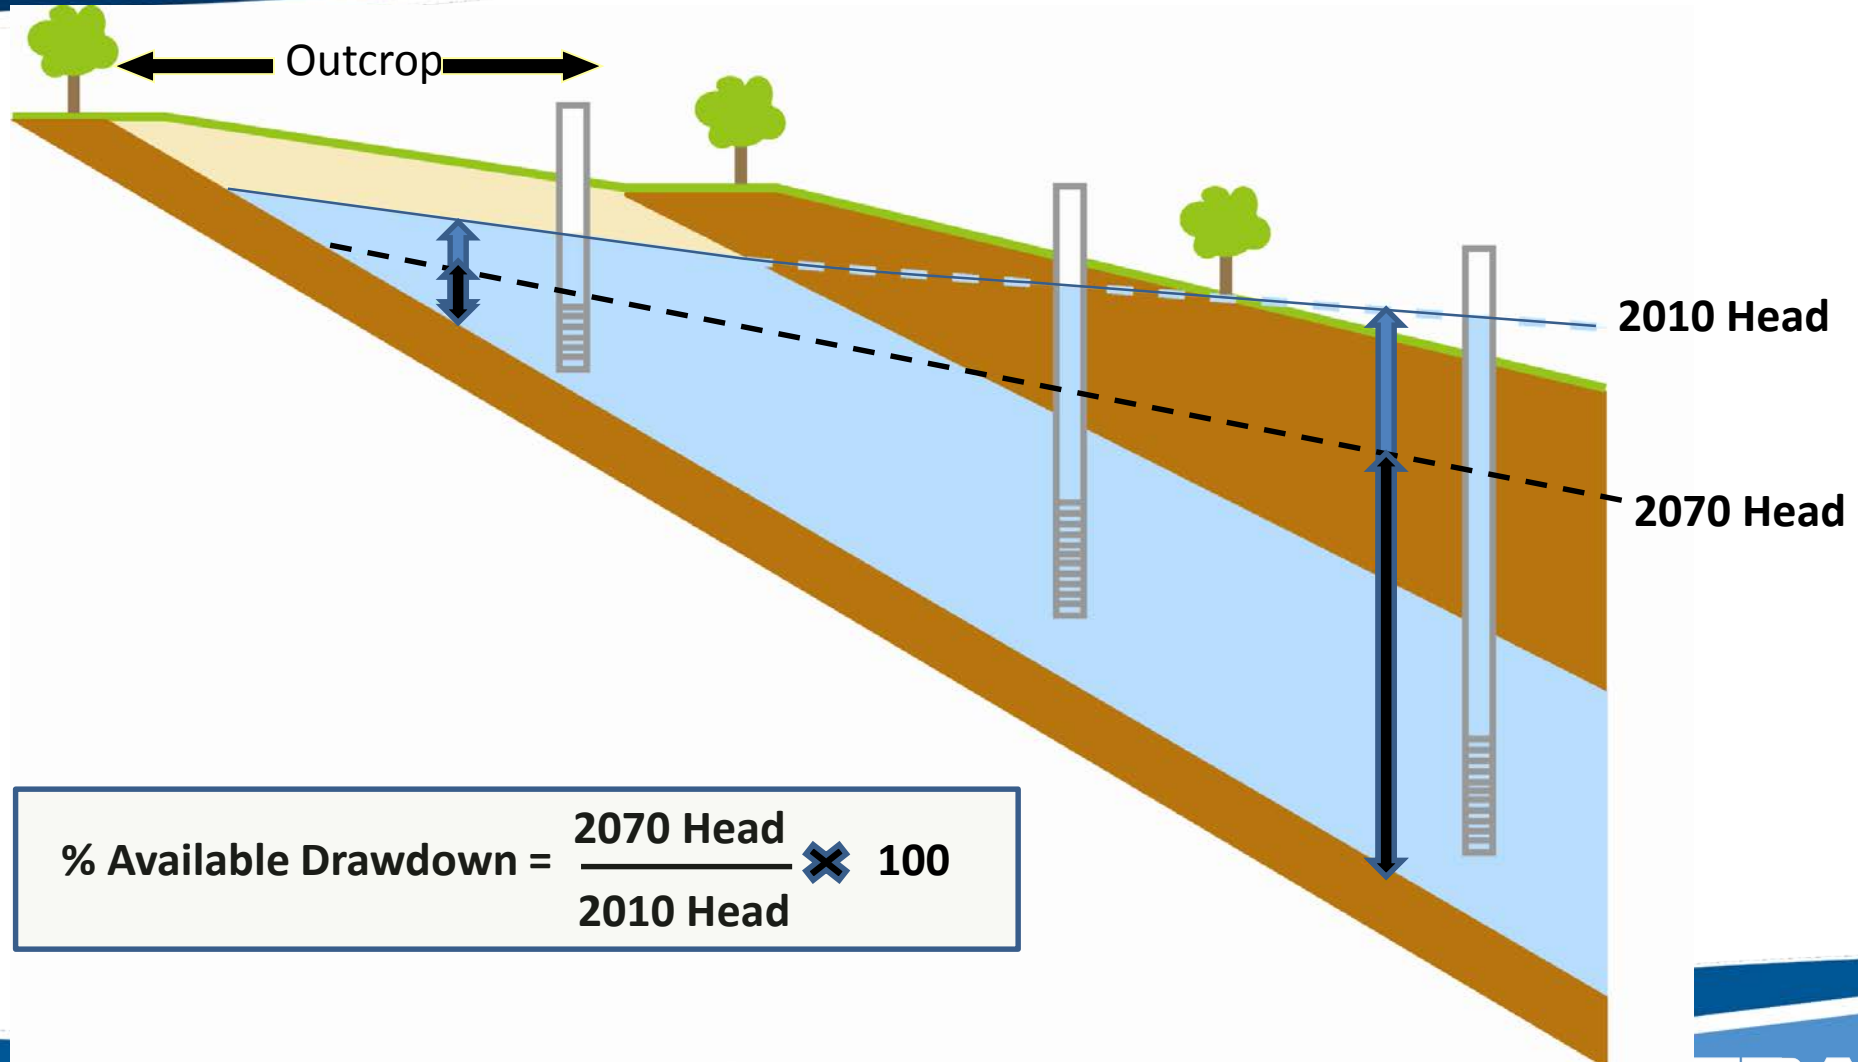 Outcrop
2010 Head
2070 Head
% Available Drawdown = 2070 Head / 2010 Head × 100